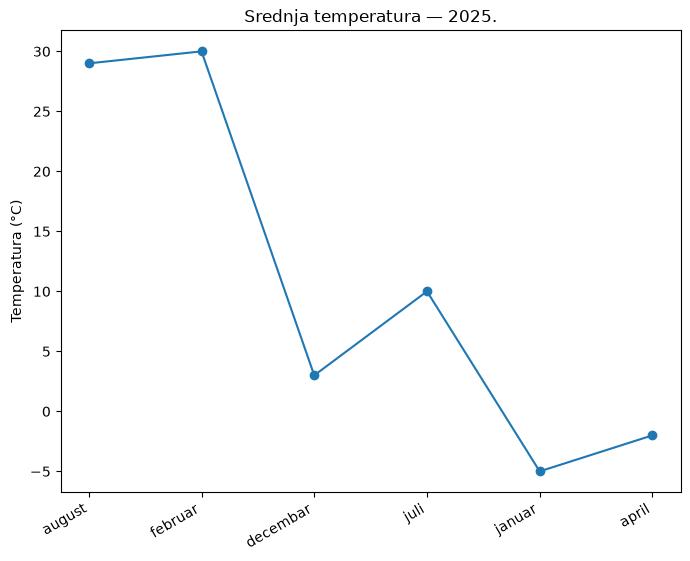 Srednja temperatura — 2025.
Temperatura (°C)
30
25
20
15
10
5
0
−5
august
februar
decembar
juli
januar
april